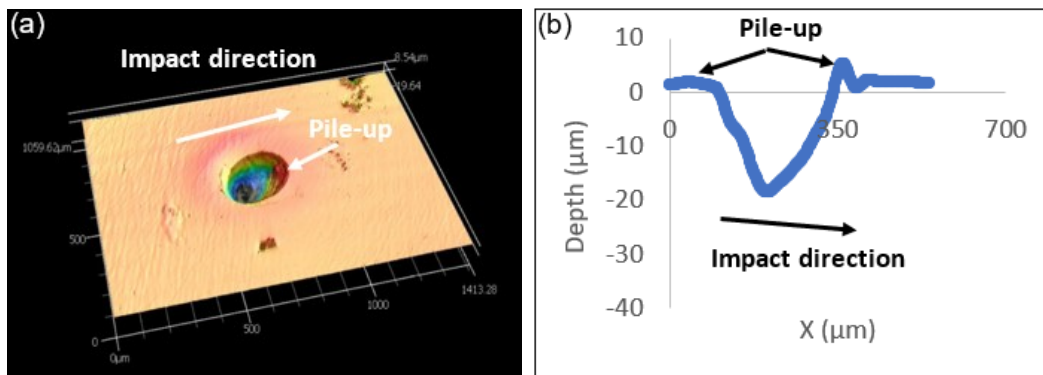 (a)
Impact direction
8.54µm
19.64
Pile-up
1059.62µm
500
0
0µm
500
1000
1413.28
(b)
Pile-up
10
0
-10
-20
-30
-40
0
350
700
Depth (µm)
Impact direction
X (µm)